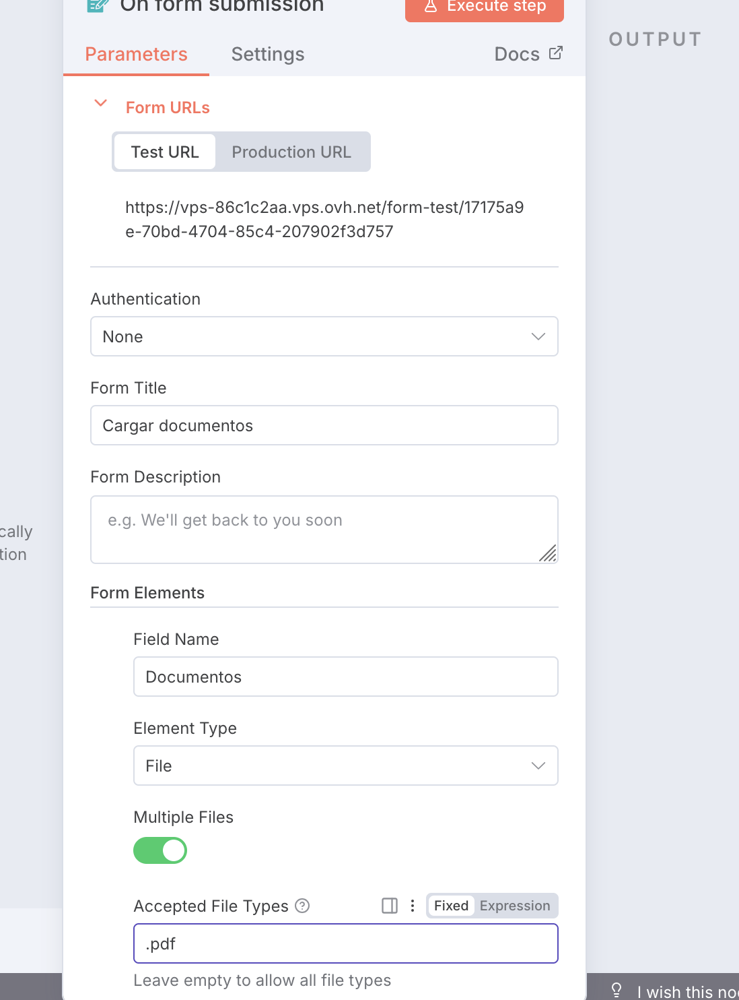 On form submission
Execute step
OUTPUT
Parameters
Settings
Docs
Form URLs
Test URL
Production URL
https://vps-86c1c2aa.vps.ovh.net/form-test/17175a9
e-70bd-4704-85c4-207902f3d757
Authentication
None
Form Title
Cargar documentos
Form Description
e.g. We'll get back to you soon
cally
tion
Form Elements
Field Name
Documentos
Element Type
File
Multiple Files
Accepted File Types
Fixed
Expression
.pdf
Leave empty to allow all file types
I wish this no